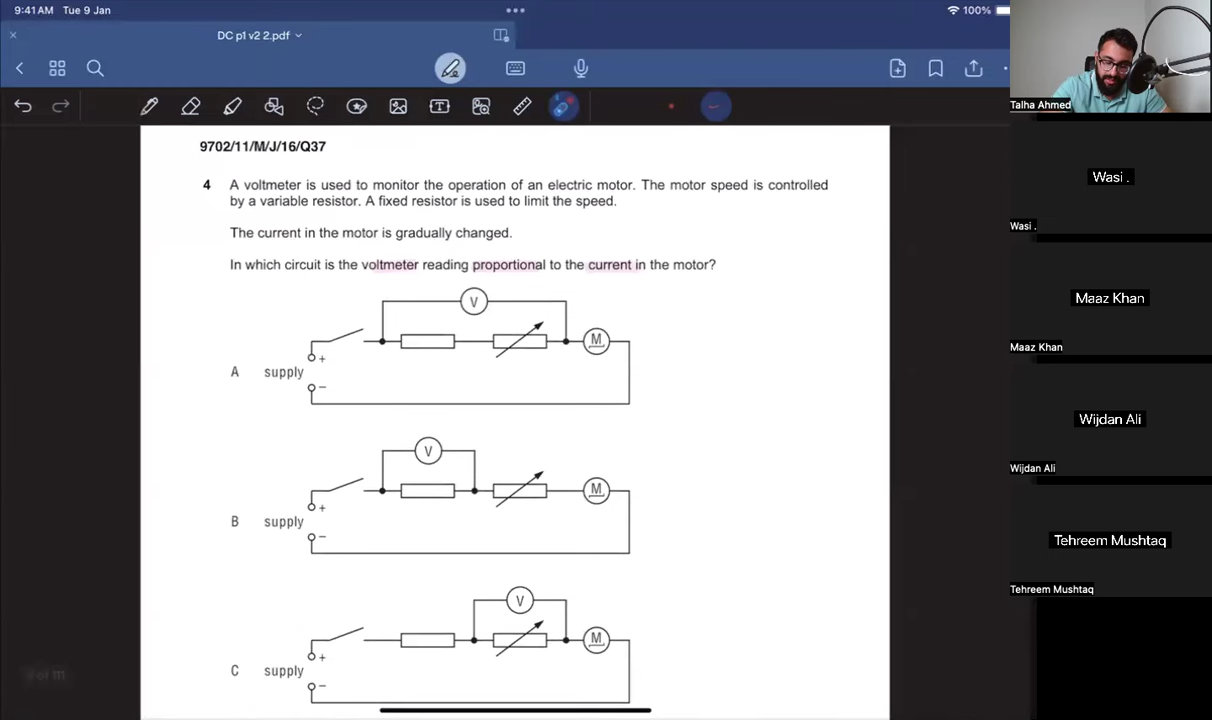 9:41 AM Tue 9 Jan
100%
DC p1 v2 2.pdf
Talha Ahmed
9702/11/M/J/16/Q37
4 A voltmeter is used to monitor the operation of an electric motor. The motor speed is controlled
by a variable resistor. A fixed resistor is used to limit the speed.
The current in the motor is gradually changed.
In which circuit is the voltmeter reading proportional to the current in the motor?
V
M
+
A supply
−
V
M
+
B supply
−
V
M
+
C supply
−
Wasi .
Wasi .
Maaz Khan
Maaz Khan
Wijdan Ali
Wijdan Ali
Tehreem Mushtaq
Tehreem Mushtaq